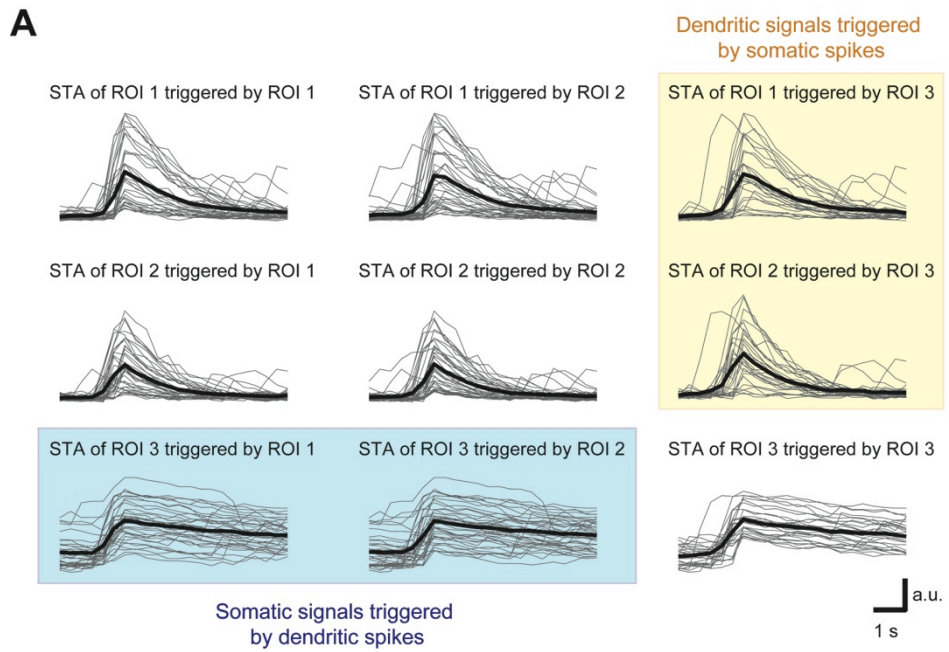 A
Dendritic signals triggered
by somatic spikes
STA of ROI 1 triggered by ROI 1
STA of ROI 1 triggered by ROI 2
STA of ROI 1 triggered by ROI 3
STA of ROI 2 triggered by ROI 1
STA of ROI 2 triggered by ROI 2
STA of ROI 2 triggered by ROI 3
STA of ROI 3 triggered by ROI 1
STA of ROI 3 triggered by ROI 2
STA of ROI 3 triggered by ROI 3
a.u.
1 s
Somatic signals triggered
by dendritic spikes